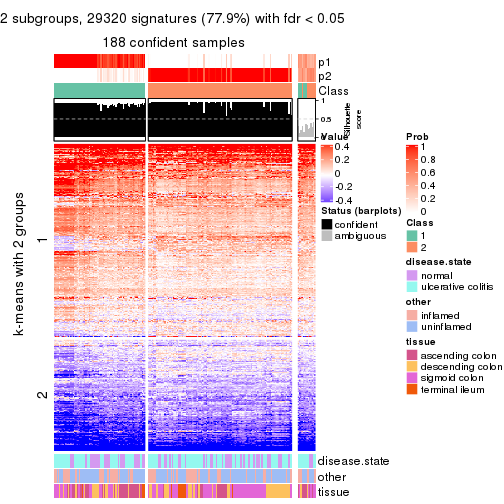 2 subgroups, 29320 signatures (77.9%) with fdr < 0.05
188 confident samples
p1
p2
Class
1
0.5
0
Silhouette
score
k-means with 2 groups
1
2
Value
0.4
0.2
0
-0.2
-0.4
Status (barplots)
confident
ambiguous
Prob
1
0.8
0.6
0.4
0.2
0
Class
1
2
disease.state
normal
ulcerative colitis
other
inflamed
uninflamed
tissue
ascending colon
descending colon
sigmoid colon
terminal ileum
disease.state
other
tissue